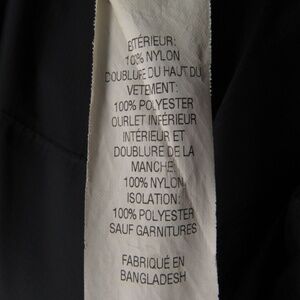 EXTÉRIEUR:
100% NYLON
DOUBLURE DU HAUT DU
VÊTEMENT:
100% POLYESTER
OURLET INFÉRIEUR
INTÉRIEUR ET
DOUBLURE DE LA
MANCHE:
100% NYLON
ISOLATION:
100% POLYESTER
SAUF GARNITURES
FABRIQUÉ EN
BANGLADESH